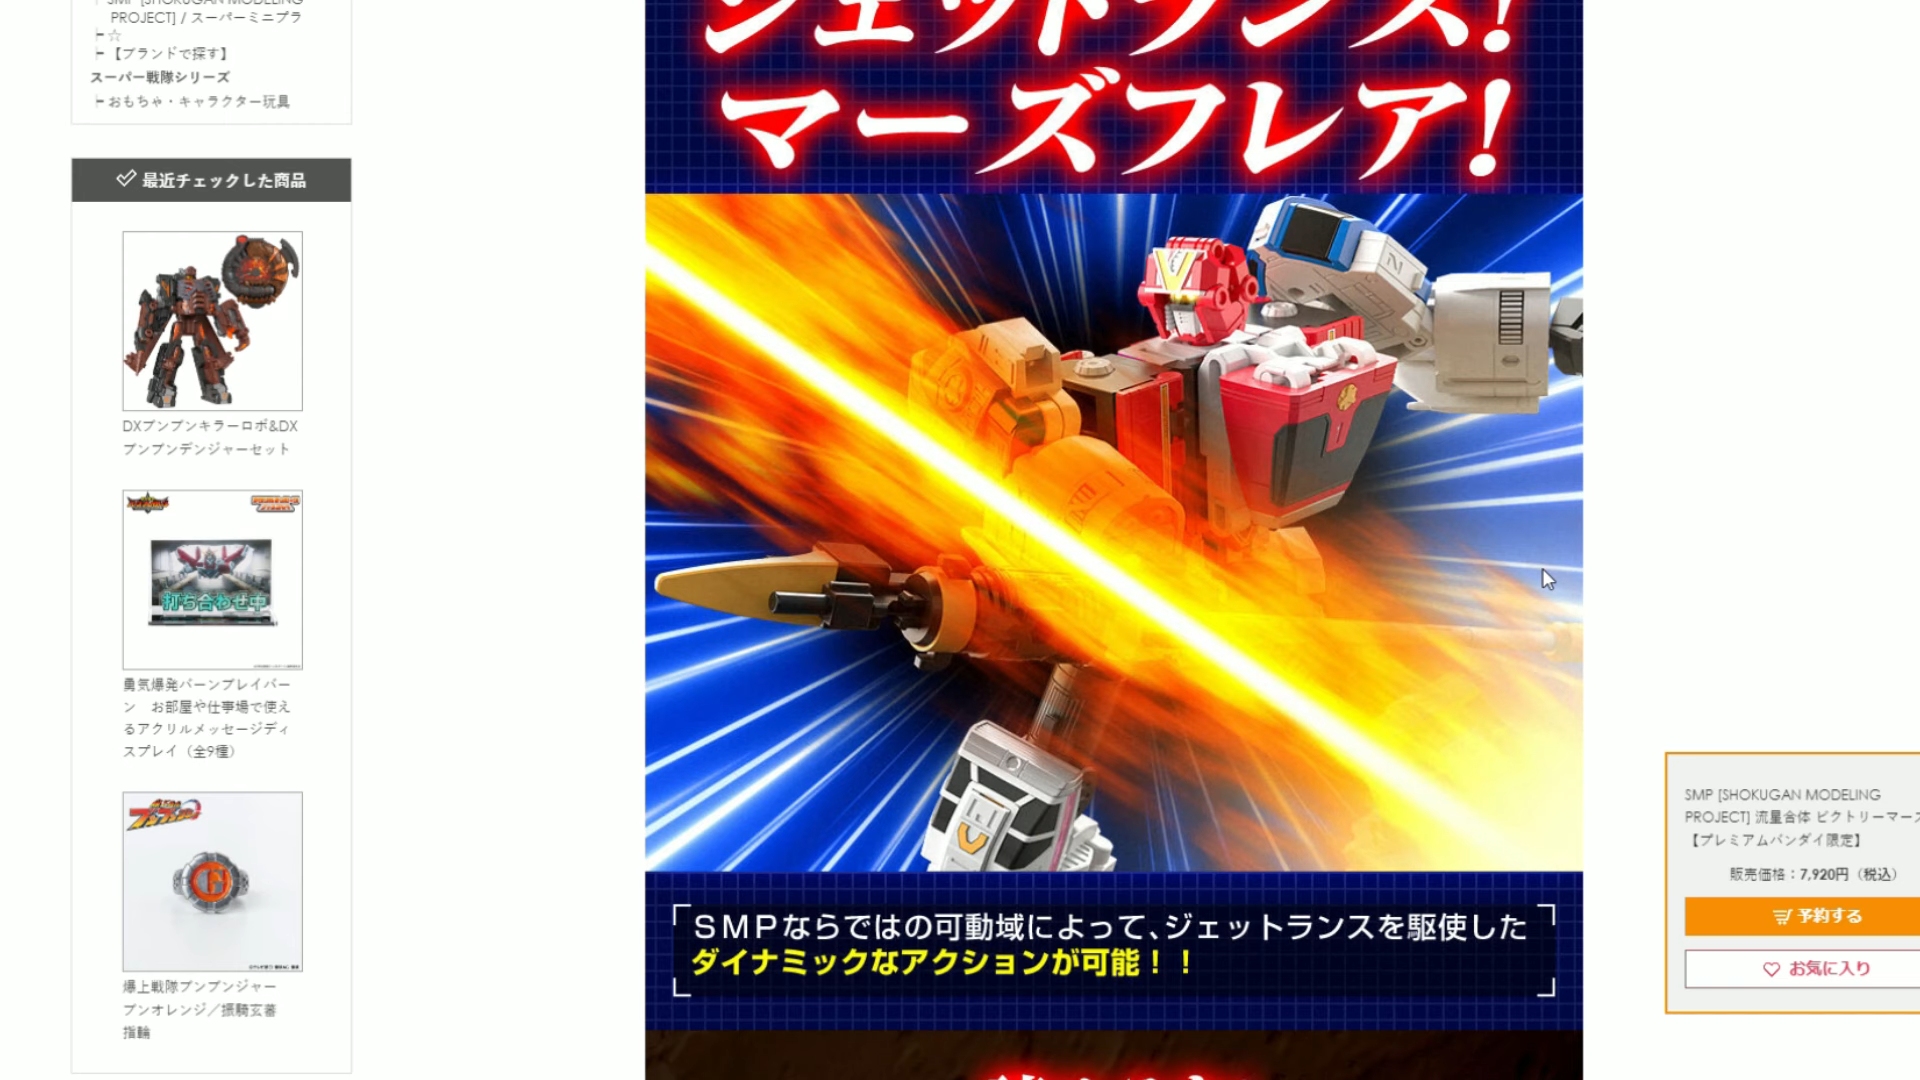 SMP [SHOKUGAN MODELING
PROJECT] / スーパーミニプラ
┣ ☆
┣ 【ブランドで探す】
スーパー戦隊シリーズ
┣ おもちゃ・キャラクター玩具
最近チェックした商品
DXブンブンキラーロボ&DX
ブンブンデンジャーセット
打ち合わせ中
勇気爆発バーンブレイバー
ン　お部屋や仕事場で使え
るアクリルメッセージディ
スプレイ（全9種）
爆上戦隊ブンブンジャー
ブンオレンジ／振騎玄蕃
指輪
ジェットランス!
マーズフレア!
SMPならではの可動域によって、ジェットランスを駆使した
ダイナミックなアクションが可能！！
SMP [SHOKUGAN MODELING
PROJECT] 流星合体 ビクトリーマーズ
【プレミアムバンダイ限定】
販売価格：7,920円（税込）
予約する
お気に入り